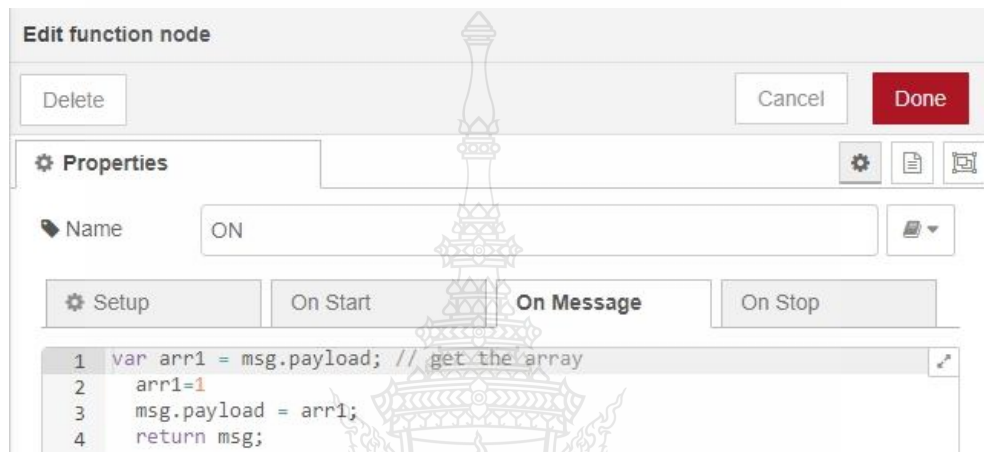 Edit function node
Delete Cancel Done
Properties
Name ON
Setup On Start On Message On Stop
1 var arr1 = msg.payload; // get the array
2 arr1=1
3 msg.payload = arr1;
4 return msg;